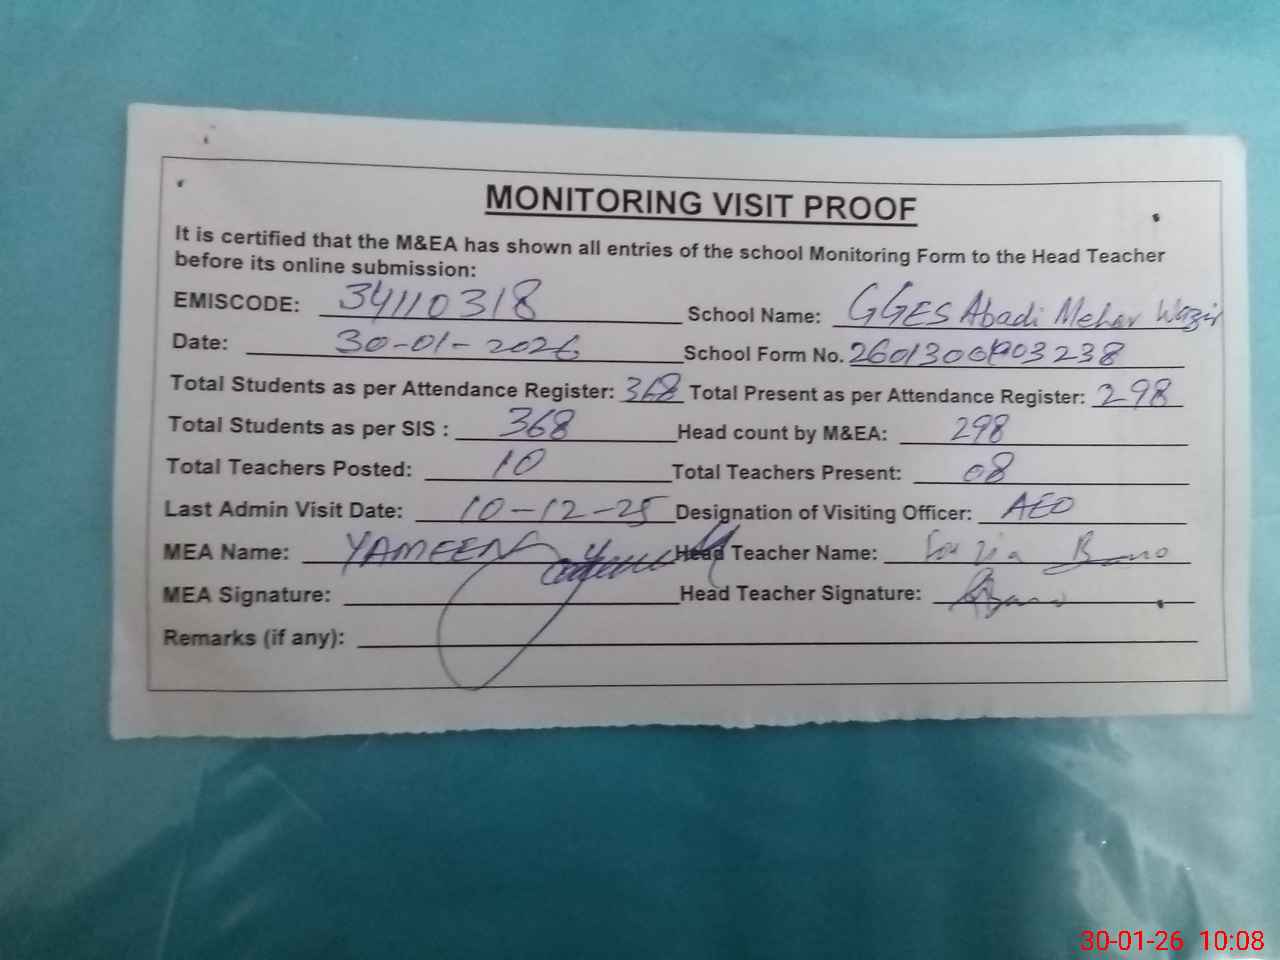 MONITORING VISIT PROOF
It is certified that the M&EA has shown all entries of the school Monitoring Form to the Head Teacher
before its online submission:
EMISCODE: 34110318 School Name: GGES Abadi Mehar Wazir
Date: 30-01-2026 School Form No.
Total Students as per Attendance Register: 368 Total Present as per Attendance Register: 298
Total Students as per SIS : 368 Head count by M&EA: 298
Total Teachers Posted: 10 Total Teachers Present: 08
Last Admin Visit Date: 10-12-25 Designation of Visiting Officer: AEO
MEA Name: YAMEEN Head Teacher Name: Bano
MEA Signature: Head Teacher Signature:
Remarks (if any):
30-01-26 10:08